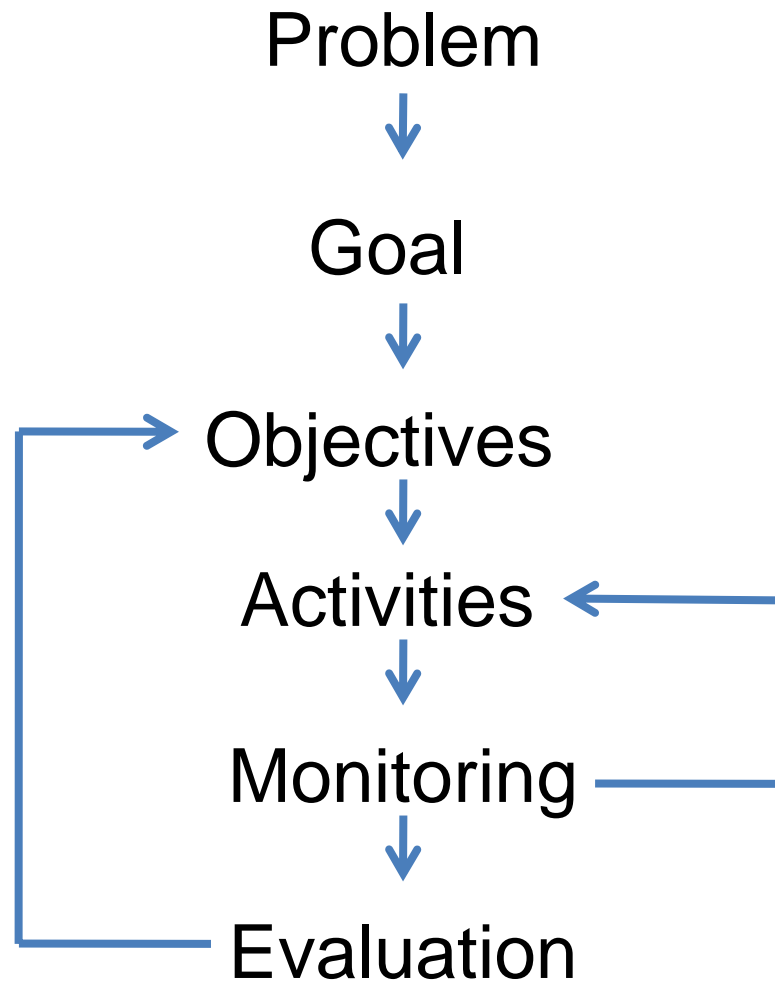 Problem
Goal
Objectives
Activities
Monitoring
Evaluation